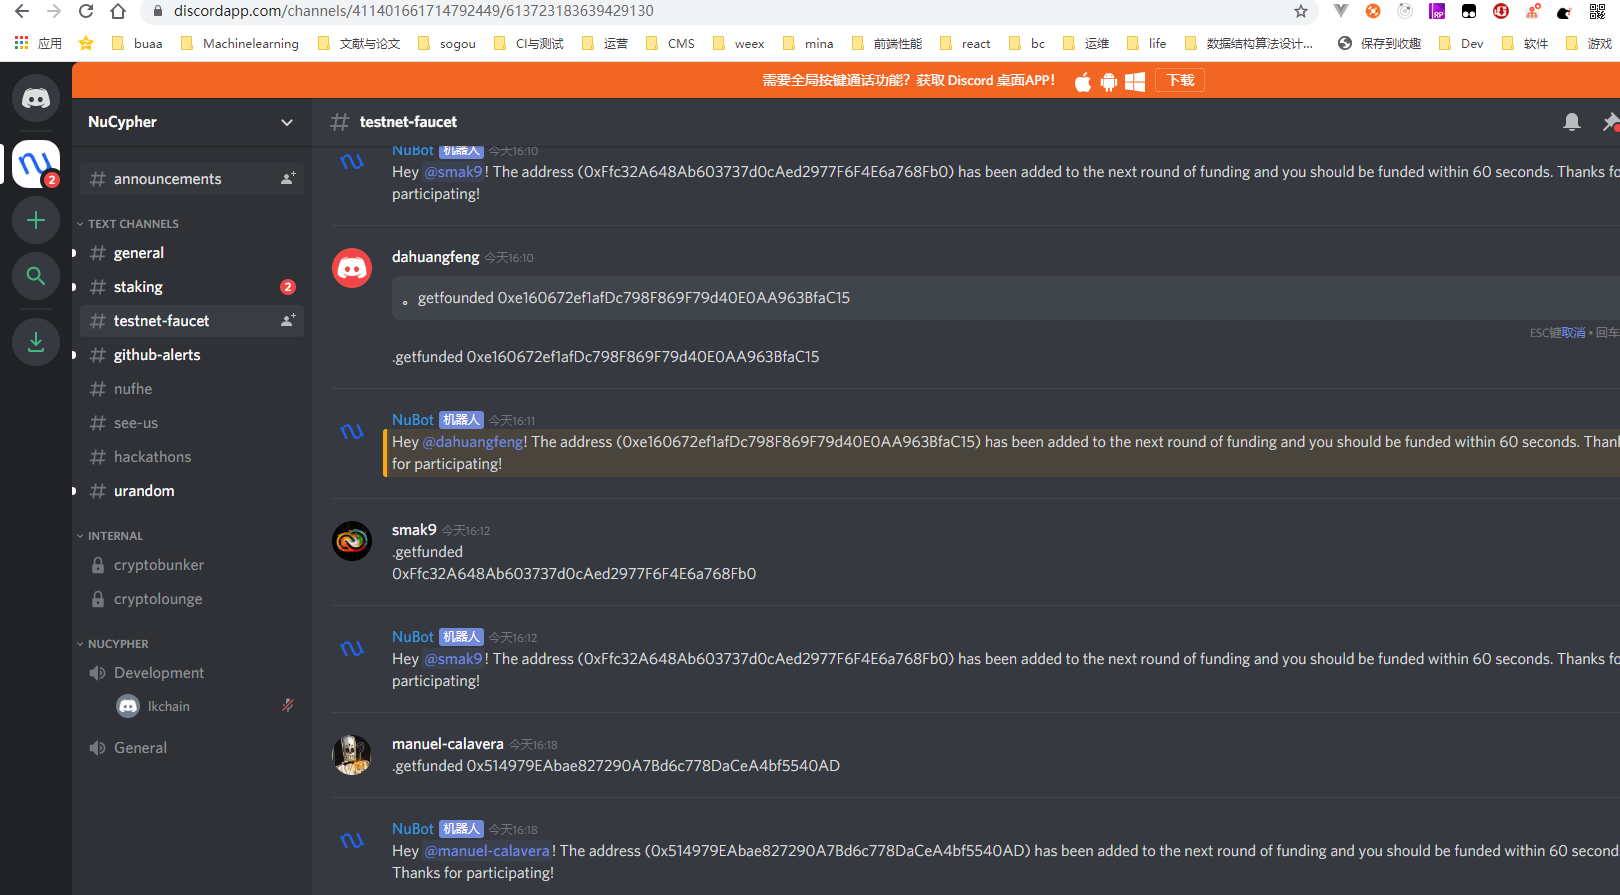 discordapp.com/channels/411401661714792449/613723183639429130
应用 buaa Machinelearning 文献与论文 sogou CI与测试 运营 CMS weex mina 前端性能 react bc 运维 life 数据结构算法设计... 保存到收趣 Dev 软件 游戏
需要全局按键通话功能？获取 Discord 桌面APP！ 下载
NuCypher
# testnet-faucet
2
# announcements
TEXT CHANNELS
# general
# staking 2
# testnet-faucet
# github-alerts
# nufhe
# see-us
# hackathons
# urandom
INTERNAL
cryptobunker
cryptolounge
NUCYPHER
Development
lkchain
General
NuBot 机器人 今天16:10
Hey @smak9! The address (0xFfc32A648Ab603737d0cAed2977F6F4E6a768Fb0) has been added to the next round of funding and you should be funded within 60 seconds. Thanks fo
participating!
dahuangfeng 今天16:10
。getfounded 0xe160672ef1afDc798F869F79d40E0AA963BfaC15
ESC键取消 • 回车
.getfunded 0xe160672ef1afDc798F869F79d40E0AA963BfaC15
NuBot 机器人 今天16:11
Hey @dahuangfeng! The address (0xe160672ef1afDc798F869F79d40E0AA963BfaC15) has been added to the next round of funding and you should be funded within 60 seconds. Than
for participating!
smak9 今天16:12
.getfunded
0xFfc32A648Ab603737d0cAed2977F6F4E6a768Fb0
NuBot 机器人 今天16:12
Hey @smak9! The address (0xFfc32A648Ab603737d0cAed2977F6F4E6a768Fb0) has been added to the next round of funding and you should be funded within 60 seconds. Thanks fo
participating!
manuel-calavera 今天16:18
.getfunded 0x514979EAbae827290A7Bd6c778DaCeA4bf5540AD
NuBot 机器人 今天16:18
Hey @manuel-calavera! The address (0x514979EAbae827290A7Bd6c778DaCeA4bf5540AD) has been added to the next round of funding and you should be funded within 60 second
Thanks for participating!